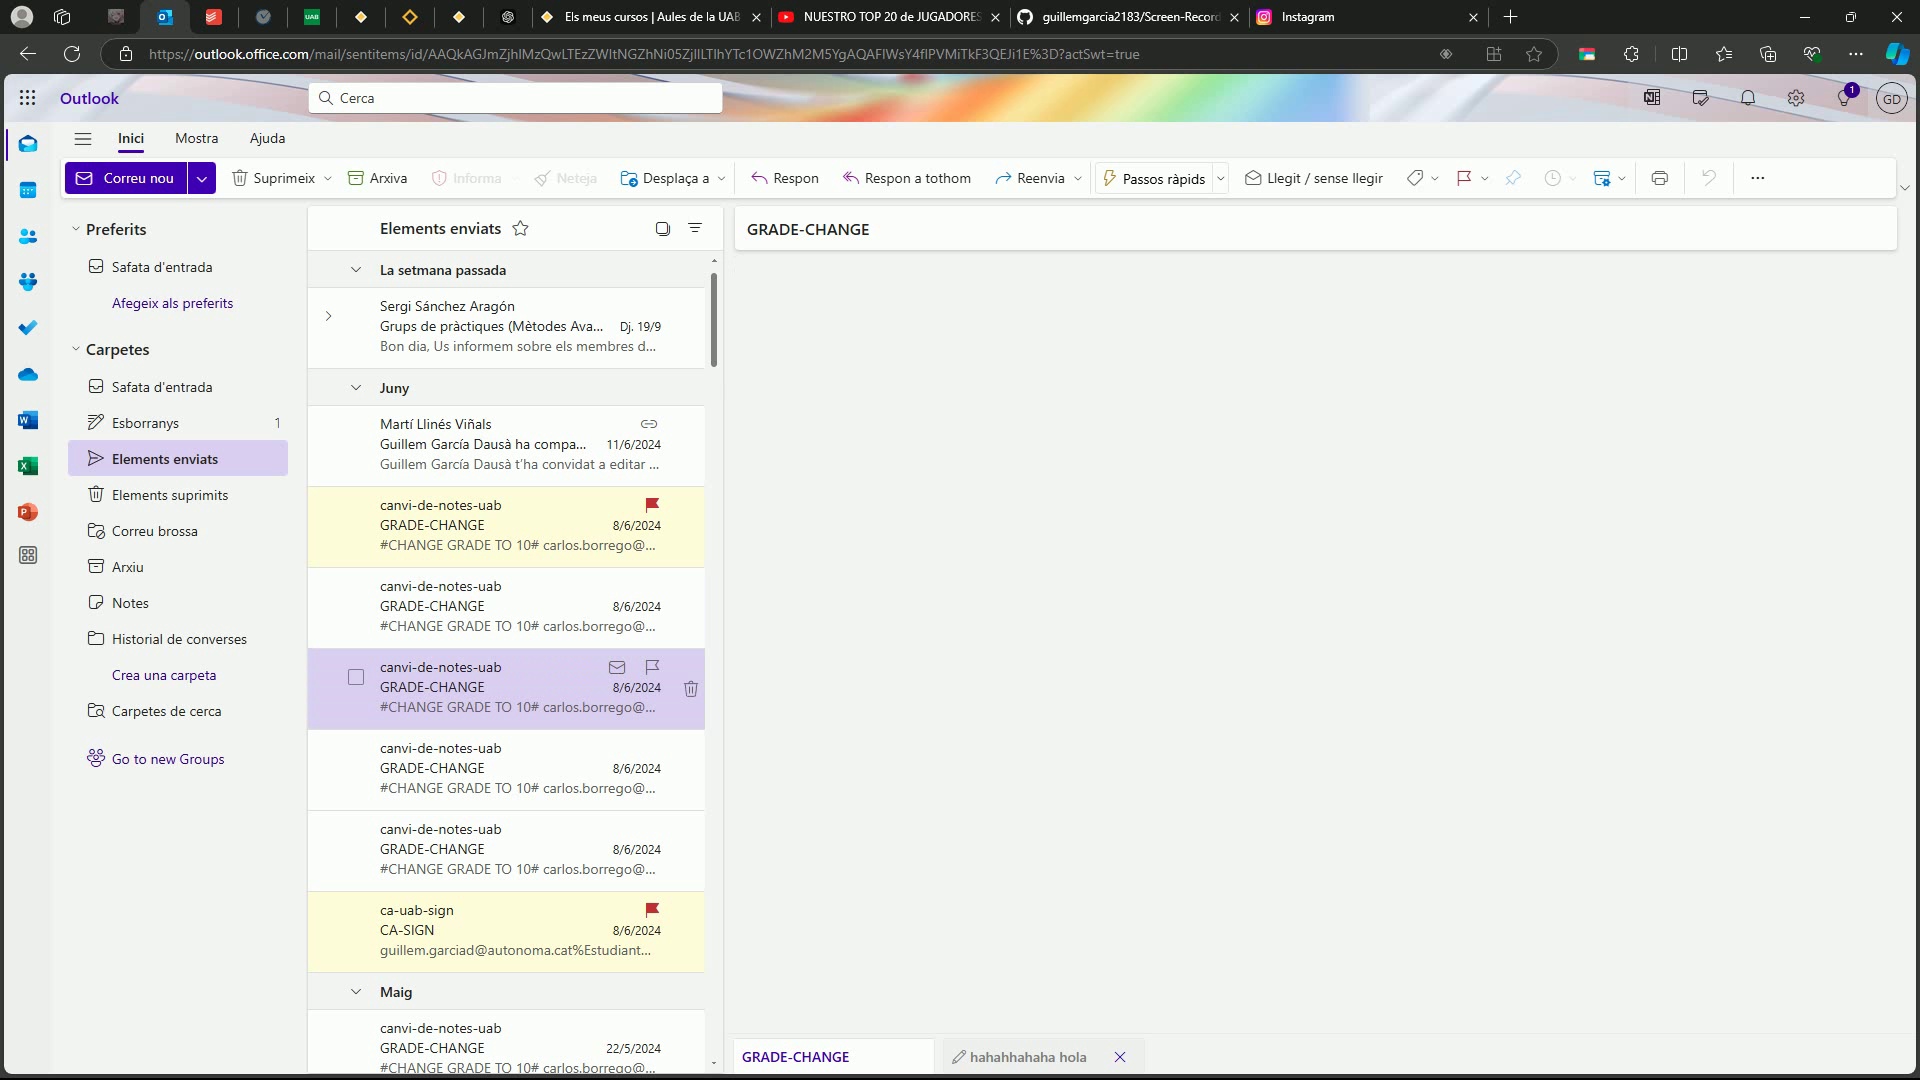 Els meus cursos | Aules de la UAB
NUESTRO TOP 20 de JUGADORES
guillemgarcia2183/Screen-Record
Instagram
UAB
https://outlook.office.com/mail/sentitems/id/
?actSwt=true
Outlook
Cerca
1
GD
Inici
Mostra
Ajuda
Correu nou
Suprimeix
Arxiva
Informa
Neteja
Desplaça a
Respon
Respon a tothom
Reenvia
Passos ràpids
Llegit / sense llegir
Preferits
Safata d'entrada
Afegeix als preferits
Carpetes
Safata d'entrada
Esborranys 1
Elements enviats
Elements suprimits
Correu brossa
Arxiu
Notes
Historial de converses
Crea una carpeta
Carpetes de cerca
Go to new Groups
Elements enviats
La setmana passada
Sergi Sánchez Aragón
Grups de pràctiques (Mètodes Ava... Dj. 19/9
Bon dia, Us informem sobre els membres d...
Juny
Martí Llinés Viñals
Guillem García Dausà ha compa... 11/6/2024
Guillem García Dausà t'ha convidat a editar ...
canvi-de-notes-uab
GRADE-CHANGE 8/6/2024
#CHANGE GRADE TO 10# carlos.borrego@...
canvi-de-notes-uab
GRADE-CHANGE 8/6/2024
#CHANGE GRADE TO 10# carlos.borrego@...
canvi-de-notes-uab
GRADE-CHANGE 8/6/2024
#CHANGE GRADE TO 10# carlos.borrego@...
canvi-de-notes-uab
GRADE-CHANGE 8/6/2024
#CHANGE GRADE TO 10# carlos.borrego@...
canvi-de-notes-uab
GRADE-CHANGE 8/6/2024
#CHANGE GRADE TO 10# carlos.borrego@...
ca-uab-sign
CA-SIGN 8/6/2024
guillem.garciad@autonoma.cat%Estudiant...
Maig
canvi-de-notes-uab
GRADE-CHANGE 22/5/2024
#CHANGE GRADE TO 10# carlos.borrego@...
GRADE-CHANGE
GRADE-CHANGE
hahahhahaha hola